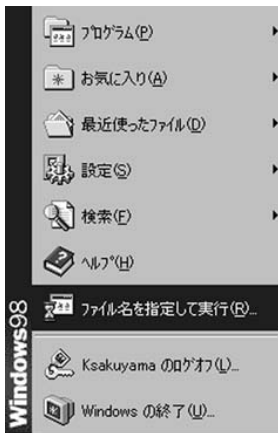 ﾌﾟﾛｸﾞﾗﾑ(P)
お気に入り(A)
最近使ったﾌｧｲﾙ(D)
設定(S)
検索(F)
ﾍﾙﾌﾟ(H)
ﾌｧｲﾙ名を指定して実行(R)...
Ksakuyama のﾛｸﾞｵﾌ(L)...
Windows の終了(U)...
Windows98